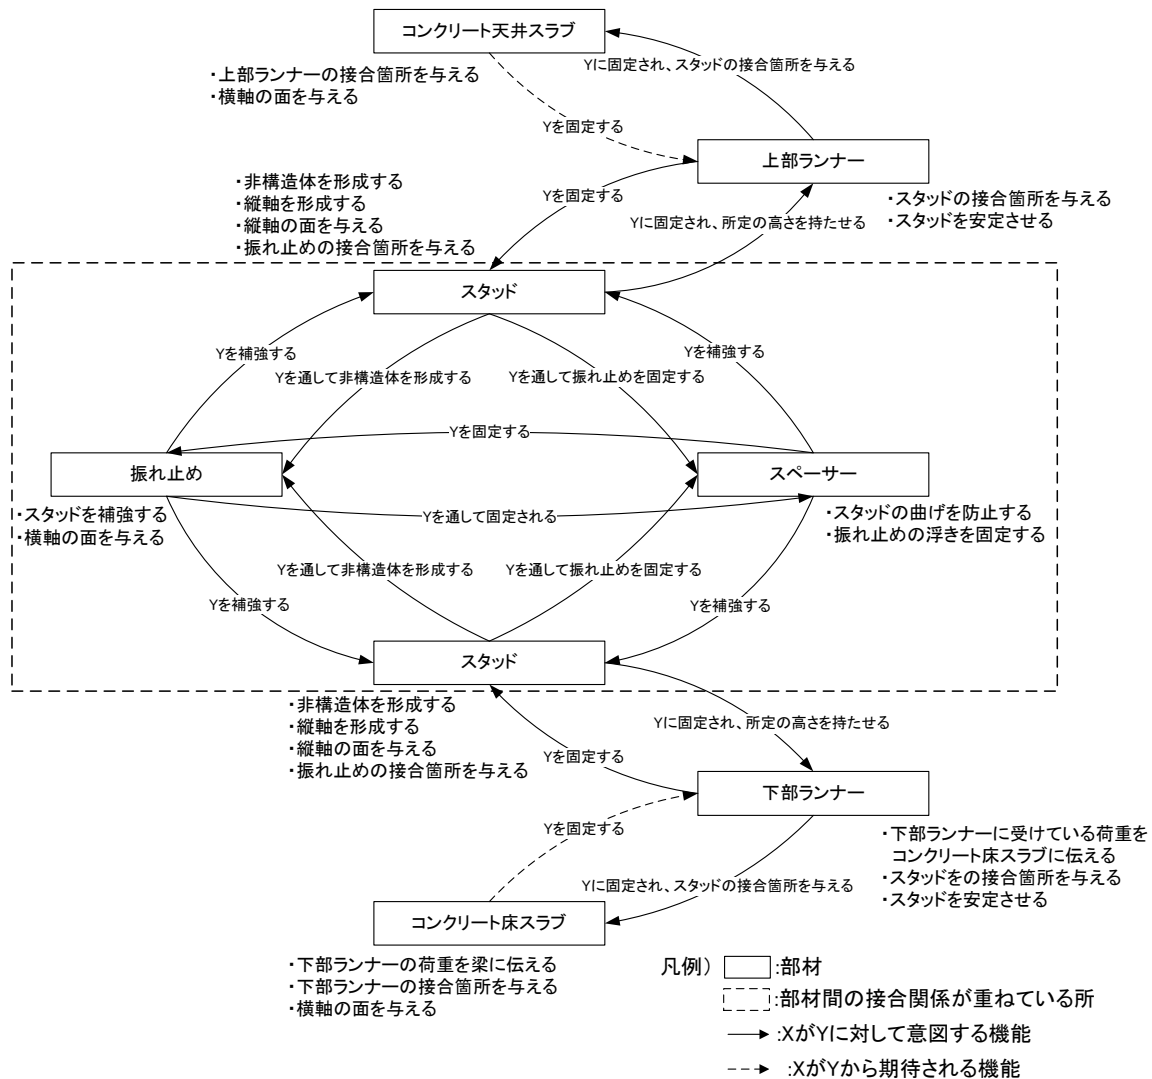 コンクリート天井スラブ
・上部ランナーの接合箇所を与える
・横軸の面を与える
Yに固定され、スタッドの接合箇所を与える
Yを固定する
上部ランナー
・スタッドの接合箇所を与える
・スタッドを安定させる
・非構造体を形成する
・縦軸を形成する
・縦軸の面を与える
・振れ止めの接合箇所を与える
Yを固定する
Yに固定され、所定の高さを持たせる
スタッド
Yを補強する
Yを通して非構造体を形成する
Yを通して振れ止めを固定する
Yを補強する
Yを固定する
振れ止め
・スタッドを補強する
・横軸の面を与える
スペーサー
・スタッドの曲げを防止する
・振れ止めの浮きを固定する
Yを通して固定される
Yを補強する
Yを通して非構造体を形成する
Yを通して振れ止めを固定する
Yを補強する
スタッド
・非構造体を形成する
・縦軸を形成する
・縦軸の面を与える
・振れ止めの接合箇所を与える
Yに固定され、所定の高さを持たせる
Yを固定する
下部ランナー
・下部ランナーに受けている荷重を
コンクリート床スラブに伝える
・スタッドをの接合箇所を与える
・スタッドを安定させる
Yを固定する
Yに固定され、スタッドの接合箇所を与える
コンクリート床スラブ
・下部ランナーの荷重を梁に伝える
・下部ランナーの接合箇所を与える
・横軸の面を与える
凡例） :部材
:部材間の接合関係が重ねている所
:XがYに対して意図する機能
:XがYから期待される機能